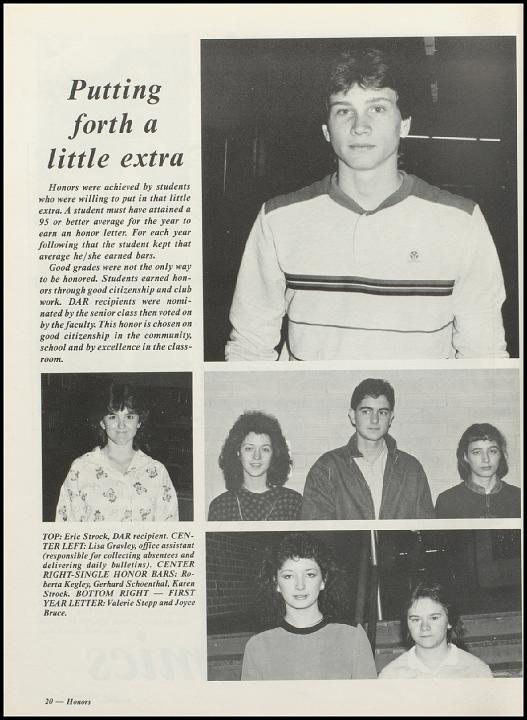 Putting
forth a
little extra
Honors were achieved by students
who were willing to put in that little
extra. A student must have attained a
95 or better average for the year to
earn an honor letter. For each year
following that the student kept that
average he/she earned bars.
Good grades were not the only way
to be honored. Students earned hon-
ors through good citizenship and club
work. DAR recipients were nomi-
nated by the senior class then voted on
by the faculty. This honor is chosen on
good citizenship in the community,
school and by excellence in the class-
room.
TOP: Eric Strock, DAR recipient. CEN-
TER LEFT: Lisa Gravley, office assistant
(responsible for collecting absentees and
delivering daily bulletins). CENTER
RIGHT-SINGLE HONOR BARS: Ro-
berta Kegley, Gerhard Schoenthal, Karen
Strock. BOTTOM RIGHT — FIRST
YEAR LETTER: Valerie Stepp and Joyce
Bruce.
20 — Honors